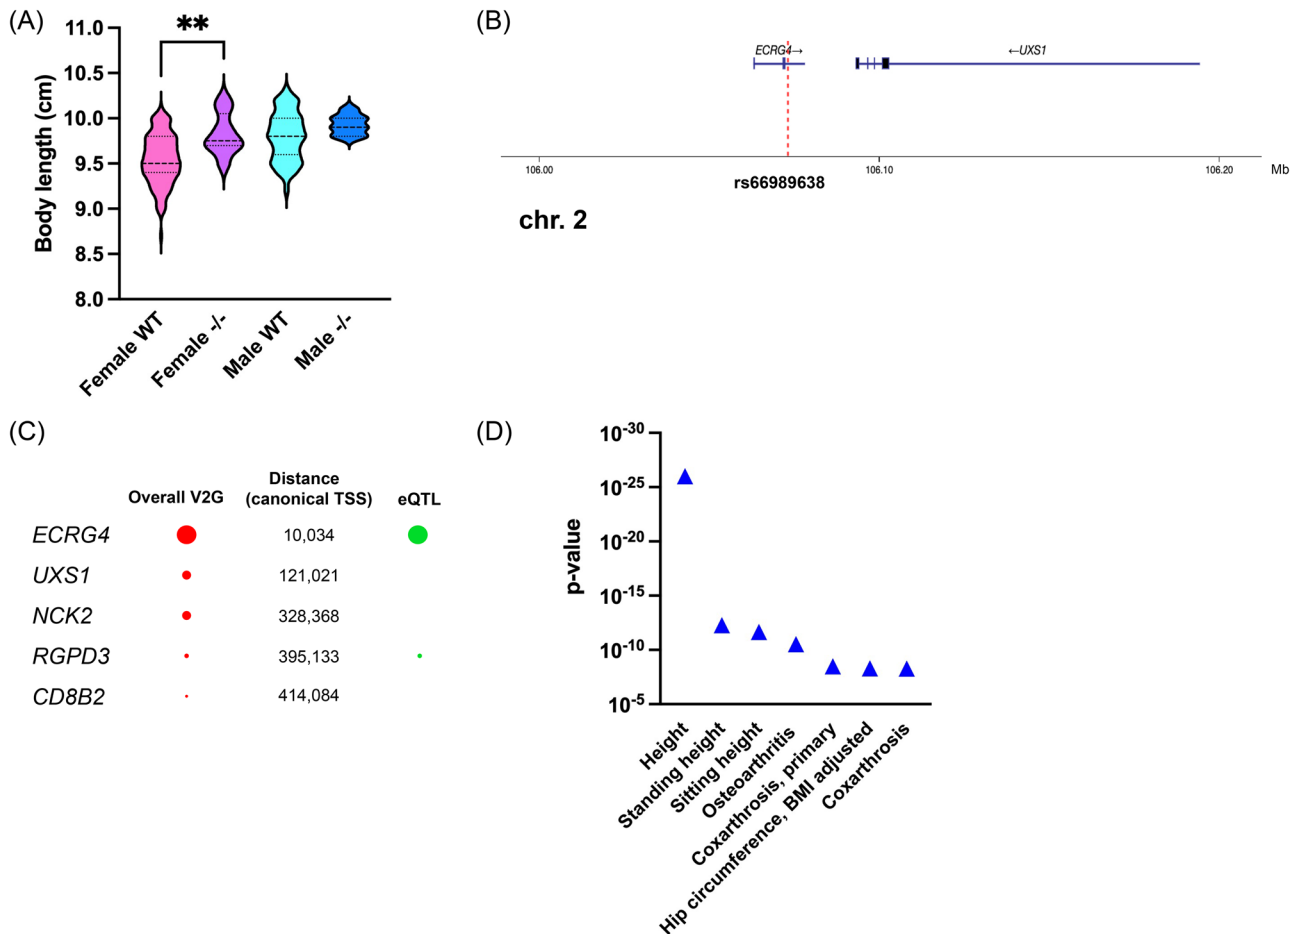 (A)
Body length (cm)
11.0
10.5
10.0
9.5
9.0
8.5
8.0
**
Female WT
Female -/-
Male WT
Male -/-
(B)
ECRG4→
←UXS1
106.00
106.10
106.20
Mb
rs66989638
chr. 2
(C)
Overall V2G
Distance
(canonical TSS)
eQTL
ECRG4
10,034
UXS1
121,021
NCK2
328,368
RGPD3
395,133
CD8B2
414,084
(D)
p-value
10-30
10-25
10-20
10-15
10-10
10-5
Height
Standing height
Sitting height
Osteoarthritis
Coxarthrosis, primary
Hip circumference, BMI adjusted
Coxarthrosis